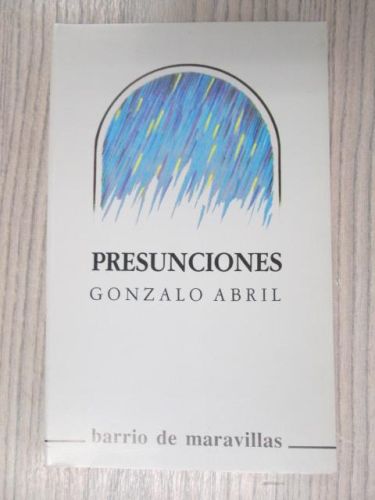 PRESUNCIONES
GONZALO ABRIL
barrio de maravillas